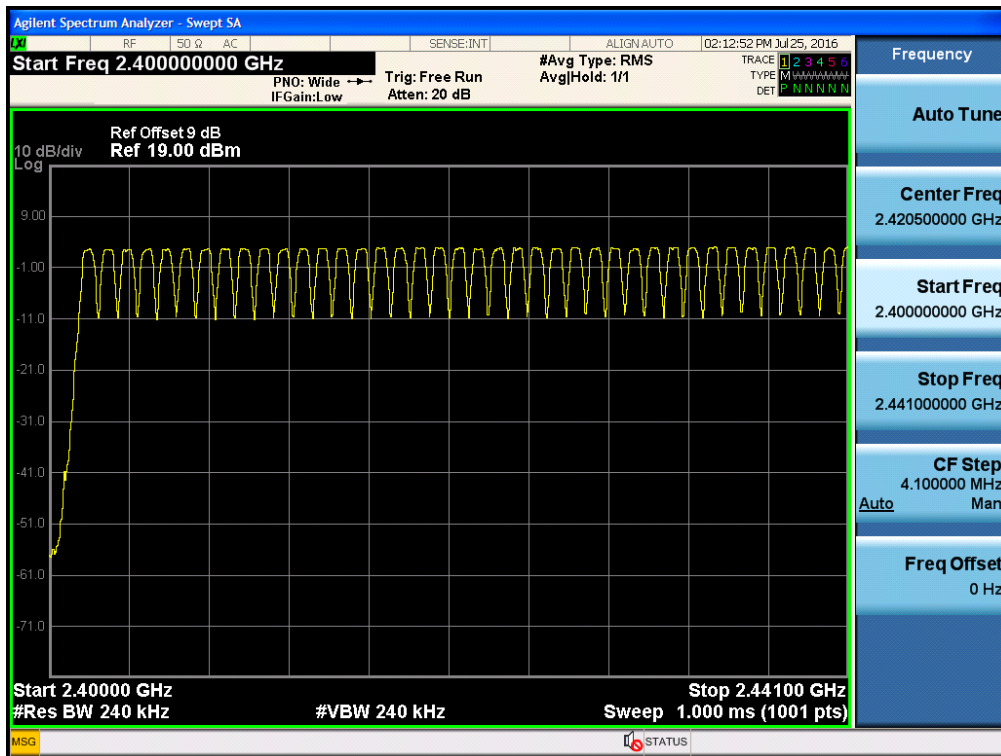 Agilent Spectrum Analyzer - Swept SA
LXI RF 50 Ω AC SENSE:INT ALIGN AUTO 02:12:52 PM Jul 25, 2016
Start Freq 2.400000000 GHz
PNO: Wide
IFGain:Low
Trig: Free Run
Atten: 20 dB
#Avg Type: RMS
Avg|Hold: 1/1
TRACE 1 2 3 4 5 6
TYPE M
DET P N N N N N
Ref Offset 9 dB
10 dB/div Ref 19.00 dBm
Log
9.00
-1.00
-11.0
-21.0
-31.0
-41.0
-51.0
-61.0
-71.0
Start 2.40000 GHz Stop 2.44100 GHz
#Res BW 240 kHz #VBW 240 kHz Sweep 1.000 ms (1001 pts)
MSG STATUS
Frequency
Auto Tune
Center Freq
2.420500000 GHz
Start Freq
2.400000000 GHz
Stop Freq
2.441000000 GHz
CF Step
4.100000 MHz
Auto Man
Freq Offset
0 Hz